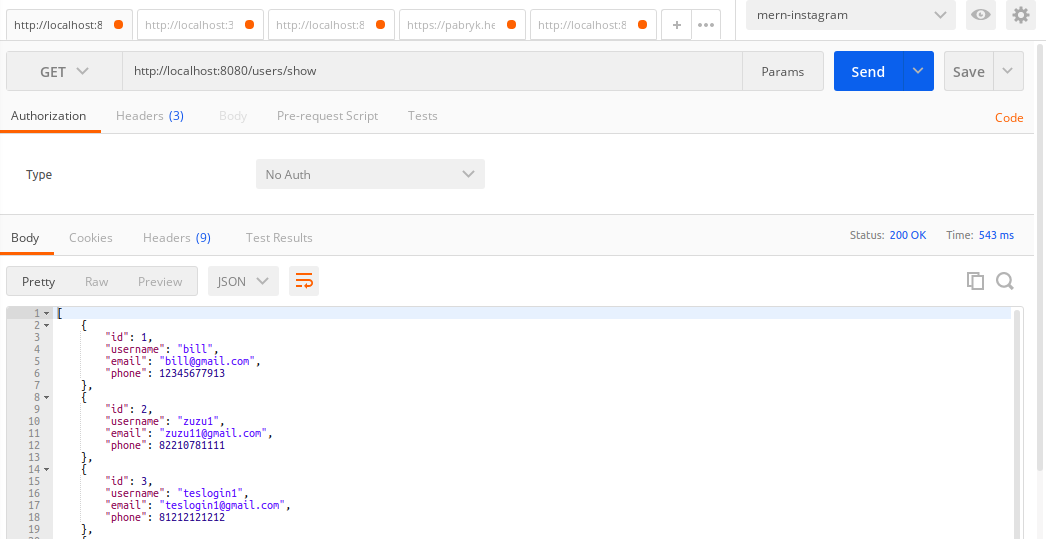 http://localhost:8 http://localhost:3 http://localhost:8 https://pabryk.he http://localhost:8 + ••• mern-instagram
GET http://localhost:8080/users/show Params Send Save
Authorization Headers (3) Body Pre-request Script Tests Code
Type No Auth
Body Cookies Headers (9) Test Results Status: 200 OK Time: 543 ms
Pretty Raw Preview JSON
1 [
2 {
3 "id": 1,
4 "username": "bill",
5 "email": "bill@gmail.com",
6 "phone": 12345677913
7 },
8 {
9 "id": 2,
10 "username": "zuzu1",
11 "email": "zuzu11@gmail.com",
12 "phone": 82210781111
13 },
14 {
15 "id": 3,
16 "username": "teslogin1",
17 "email": "teslogin1@gmail.com",
18 "phone": 81212121212
19 },